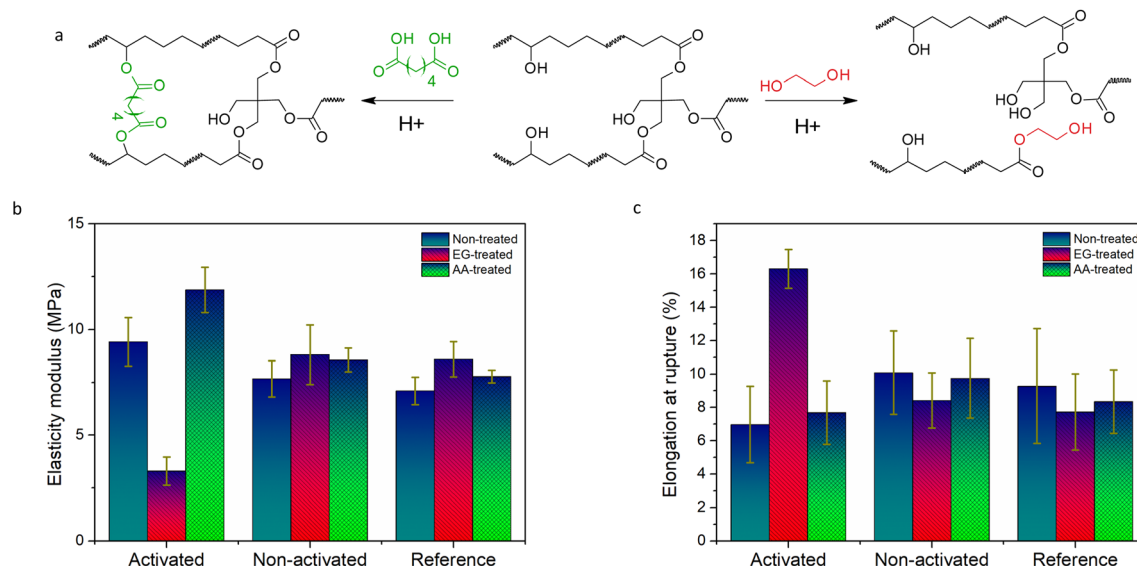 a
O
O
O
O
O
O
4
HO
O
O
O
O
O
OH OH
O O
4
H+
OH
OH
O
O
HO
O
O
O
O
HO
OH
H+
OH
O
O
HO
HO
O
O
OH
O
O
OH
b
15
10
5
0
Elasticity modulus (MPa)
Non-treated
EG-treated
AA-treated
Activated Non-activated Reference
c
18
16
14
12
10
8
6
4
2
0
Elongation at rupture (%)
Non-treated
EG-treated
AA-treated
Activated Non-activated Reference